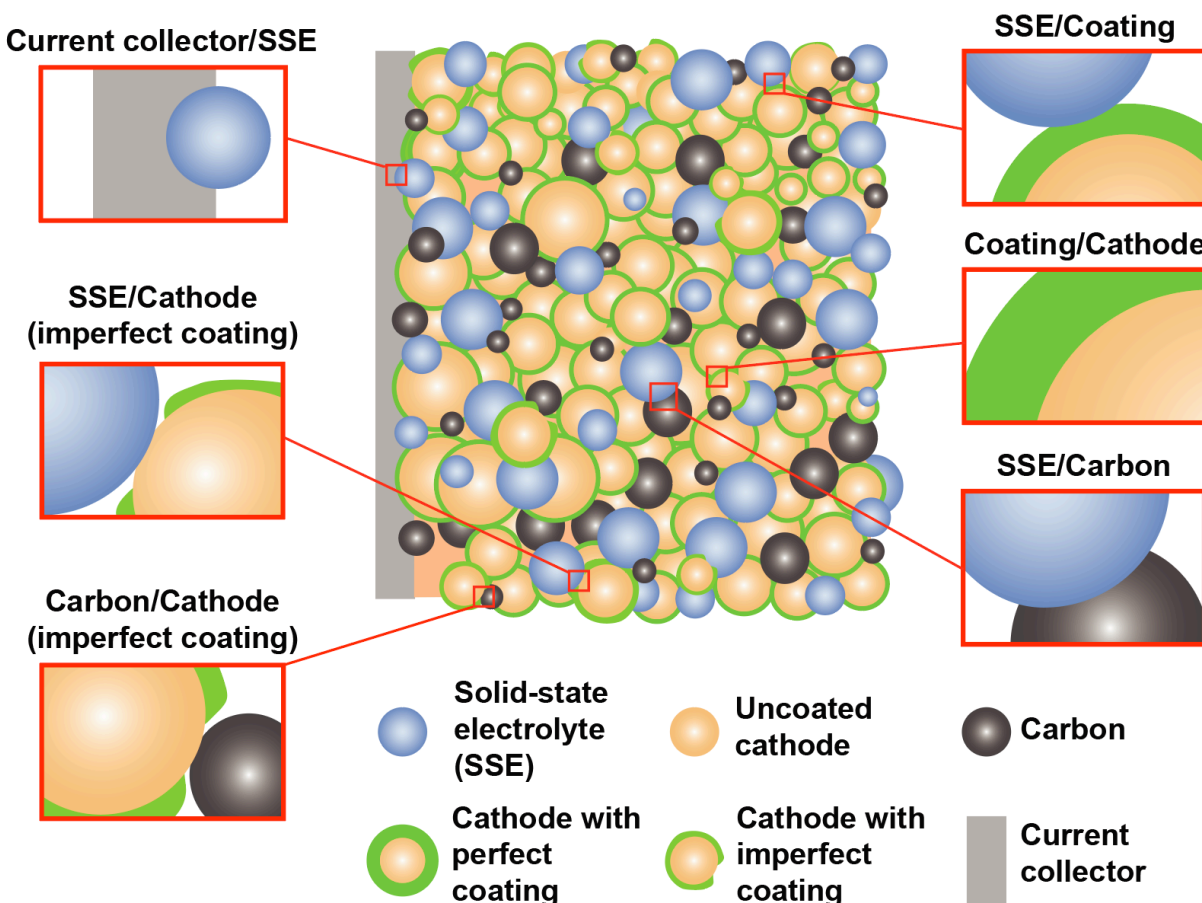 Current collector/SSE
SSE/Cathode
(imperfect coating)
Carbon/Cathode
(imperfect coating)
SSE/Coating
Coating/Cathode
SSE/Carbon
Solid-state
electrolyte
(SSE)
Uncoated
cathode
Carbon
Cathode with
perfect
coating
Cathode with
imperfect
coating
Current
collector